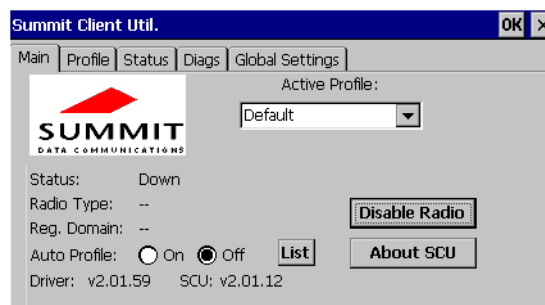 Summit Client Util. OK ×
Main Profile Status Diags Global Settings
Active Profile:
Default
SUMMIT
DATA COMMUNICATIONS
Status: Down
Radio Type: --
Reg. Domain: --
Disable Radio
Auto Profile: On Off List About SCU
Driver: v2.01.59 SCU: v2.01.12